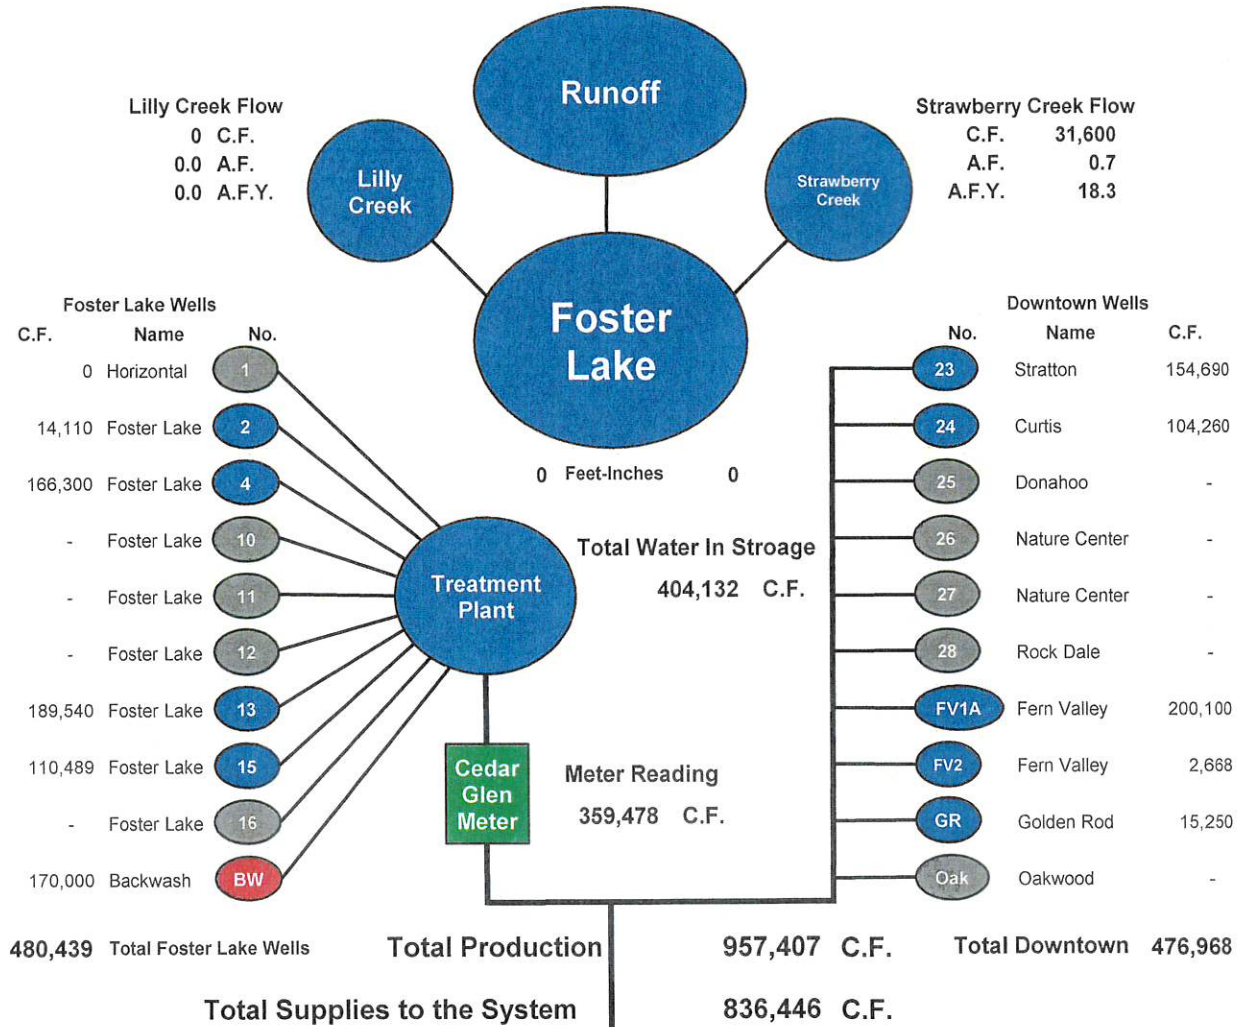 Runoff
Lilly Creek Flow
0 C.F.
0.0 A.F.
0.0 A.F.Y.
Lilly
Creek
Strawberry
Creek
Strawberry Creek Flow
C.F. 31,600
A.F. 0.7
A.F.Y. 18.3
Foster
Lake
0 Feet-Inches 0
Foster Lake Wells
C.F. Name No.
0 Horizontal 1
14,110 Foster Lake 2
166,300 Foster Lake 4
- Foster Lake 10
- Foster Lake 11
- Foster Lake 12
189,540 Foster Lake 13
110,489 Foster Lake 15
- Foster Lake 16
170,000 Backwash BW
480,439 Total Foster Lake Wells
Treatment
Plant
Total Water In Stroage
404,132 C.F.
Cedar
Glen
Meter
Meter Reading
359,478 C.F.
Downtown Wells
No. Name C.F.
23 Stratton 154,690
24 Curtis 104,260
25 Donahoo -
26 Nature Center -
27 Nature Center -
28 Rock Dale -
FV1A Fern Valley 200,100
FV2 Fern Valley 2,668
GR Golden Rod 15,250
Oak Oakwood -
Total Production 957,407 C.F.
Total Downtown 476,968
Total Supplies to the System 836,446 C.F.